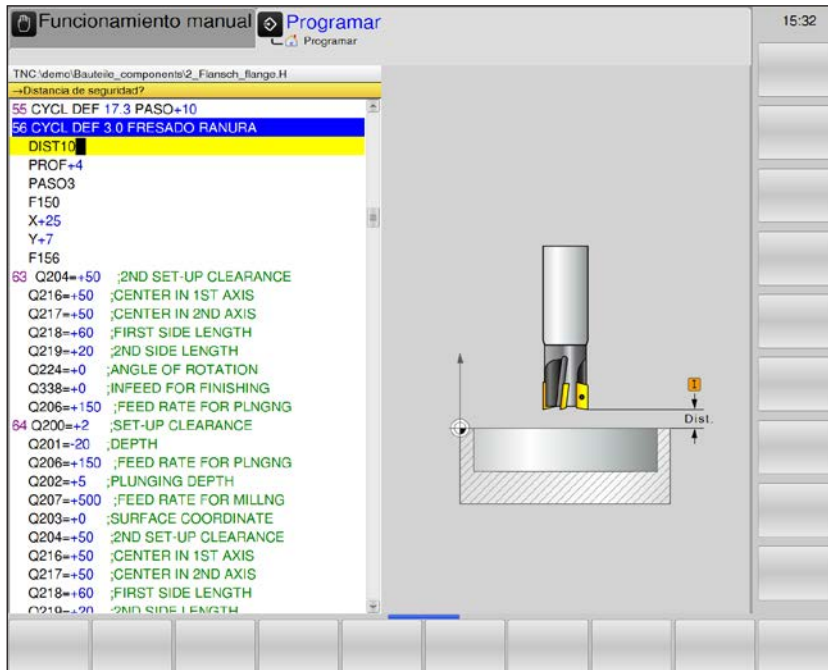 Funcionamiento manual
Programar
Programar
15:32
TNC:\demo\Bauteile_components\2_Flansch_flange.H
→Distancia de seguridad?
55 CYCL DEF 17.3 PASO+10
56 CYCL DEF 3.0 FRESADO RANURA
DIST10
PROF+4
PASO3
F150
X+25
Y+7
F156
63 Q204=+50 ;2ND SET-UP CLEARANCE
Q216=+50 ;CENTER IN 1ST AXIS
Q217=+50 ;CENTER IN 2ND AXIS
Q218=+60 ;FIRST SIDE LENGTH
Q219=+20 ;2ND SIDE LENGTH
Q224=+0 ;ANGLE OF ROTATION
Q338=+0 ;INFEED FOR FINISHING
Q206=+150 ;FEED RATE FOR PLNGNG
64 Q200=+2 ;SET-UP CLEARANCE
Q201=-20 ;DEPTH
Q206=+150 ;FEED RATE FOR PLNGNG
Q202=+5 ;PLUNGING DEPTH
Q207=+500 ;FEED RATE FOR MILLNG
Q203=+0 ;SURFACE COORDINATE
Q204=+50 ;2ND SET-UP CLEARANCE
Q216=+50 ;CENTER IN 1ST AXIS
Q217=+50 ;CENTER IN 2ND AXIS
Q218=+60 ;FIRST SIDE LENGTH
Q219=+20 ;2ND SIDE LENGTH
I
Dist.